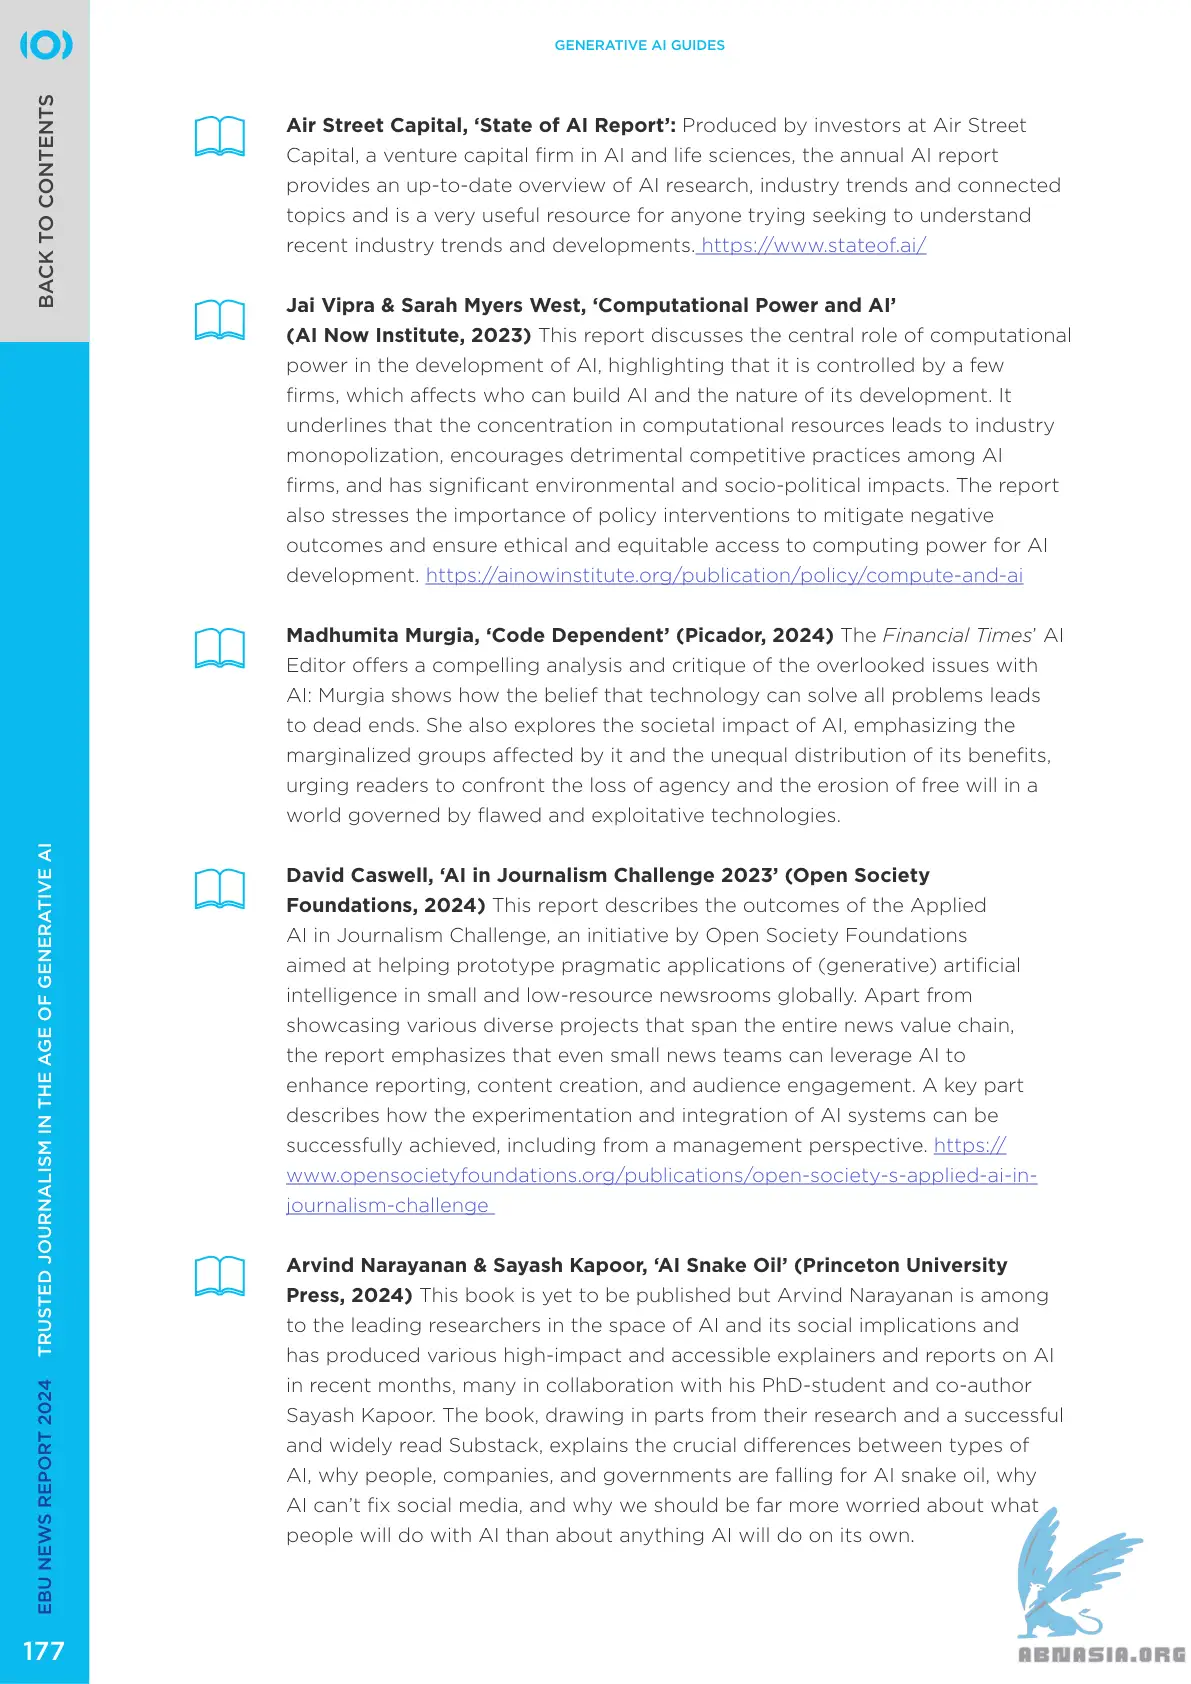 GENERATIVE AI GUIDES
BACK TO CONTENTS
Air Street Capital, ‘State of AI Report’: Produced by investors at Air Street
Capital, a venture capital firm in AI and life sciences, the annual AI report
provides an up-to-date overview of AI research, industry trends and connected
topics and is a very useful resource for anyone trying seeking to understand
recent industry trends and developments. https://www.stateof.ai/
Jai Vipra & Sarah Myers West, ‘Computational Power and AI’
(AI Now Institute, 2023) This report discusses the central role of computational
power in the development of AI, highlighting that it is controlled by a few
firms, which affects who can build AI and the nature of its development. It
underlines that the concentration in computational resources leads to industry
monopolization, encourages detrimental competitive practices among AI
firms, and has significant environmental and socio-political impacts. The report
also stresses the importance of policy interventions to mitigate negative
outcomes and ensure ethical and equitable access to computing power for AI
development. https://ainowinstitute.org/publication/policy/compute-and-ai
Madhumita Murgia, ‘Code Dependent’ (Picador, 2024) The Financial Times’ AI
Editor offers a compelling analysis and critique of the overlooked issues with
AI: Murgia shows how the belief that technology can solve all problems leads
to dead ends. She also explores the societal impact of AI, emphasizing the
marginalized groups affected by it and the unequal distribution of its benefits,
urging readers to confront the loss of agency and the erosion of free will in a
world governed by flawed and exploitative technologies.
David Caswell, ‘AI in Journalism Challenge 2023’ (Open Society
Foundations, 2024) This report describes the outcomes of the Applied
AI in Journalism Challenge, an initiative by Open Society Foundations
aimed at helping prototype pragmatic applications of (generative) artificial
intelligence in small and low-resource newsrooms globally. Apart from
showcasing various diverse projects that span the entire news value chain,
the report emphasizes that even small news teams can leverage AI to
enhance reporting, content creation, and audience engagement. A key part
describes how the experimentation and integration of AI systems can be
successfully achieved, including from a management perspective. https://
www.opensocietyfoundations.org/publications/open-society-s-applied-ai-in-
journalism-challenge
Arvind Narayanan & Sayash Kapoor, ‘AI Snake Oil’ (Princeton University
Press, 2024) This book is yet to be published but Arvind Narayanan is among
to the leading researchers in the space of AI and its social implications and
has produced various high-impact and accessible explainers and reports on AI
in recent months, many in collaboration with his PhD-student and co-author
Sayash Kapoor. The book, drawing in parts from their research and a successful
and widely read Substack, explains the crucial differences between types of
AI, why people, companies, and governments are falling for AI snake oil, why
AI can’t fix social media, and why we should be far more worried about what
people will do with AI than about anything AI will do on its own.
EBU NEWS REPORT 2024 TRUSTED JOURNALISM IN THE AGE OF GENERATIVE AI
177
ABNASIA.ORG